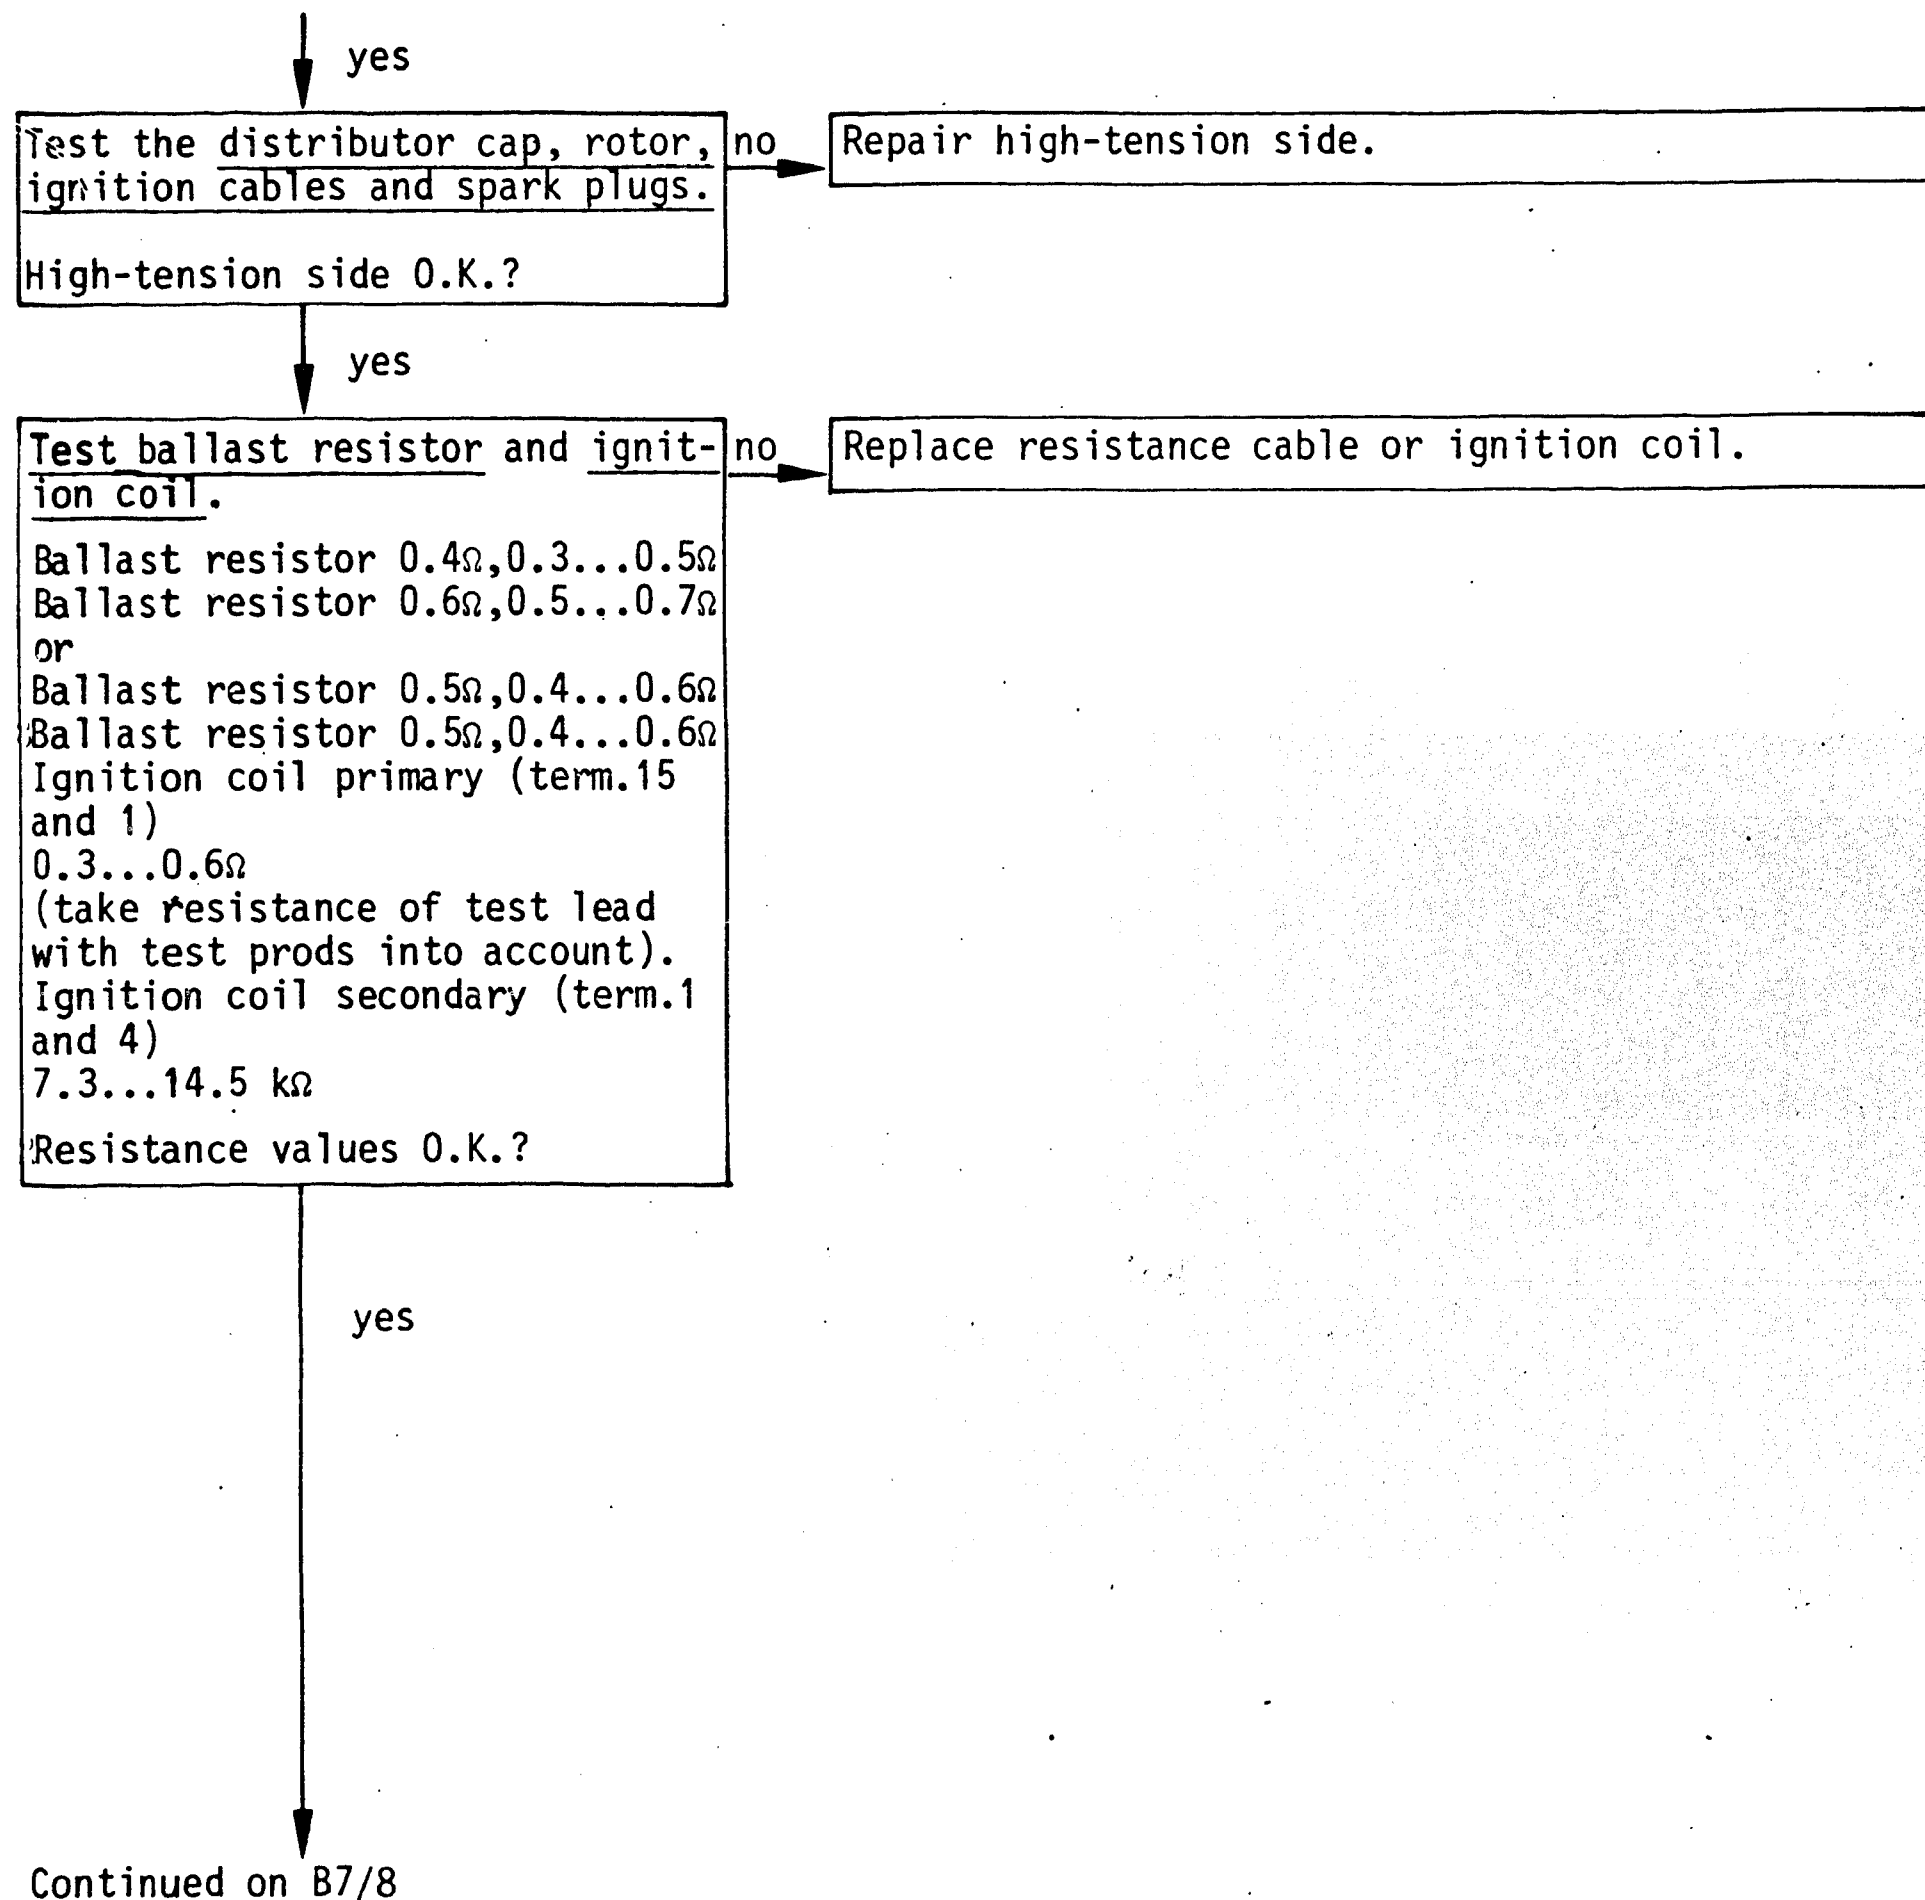 yes
Test the distributor cap, rotor,
ignition cables and spark plugs.
High-tension side O.K.?
no
Repair high-tension side.
yes
Test ballast resistor and ignit-
ion coil.
Ballast resistor 0.4Ω,0.3...0.5Ω
Ballast resistor 0.6Ω,0.5...0.7Ω
or
Ballast resistor 0.5Ω,0.4...0.6Ω
Ballast resistor 0.5Ω,0.4...0.6Ω
Ignition coil primary (term.15
and 1)
0.3...0.6Ω
(take resistance of test lead
with test prods into account).
Ignition coil secondary (term.1
and 4)
7.3...14.5 kΩ
Resistance values O.K.?
no
Replace resistance cable or ignition coil.
yes
Continued on B7/8